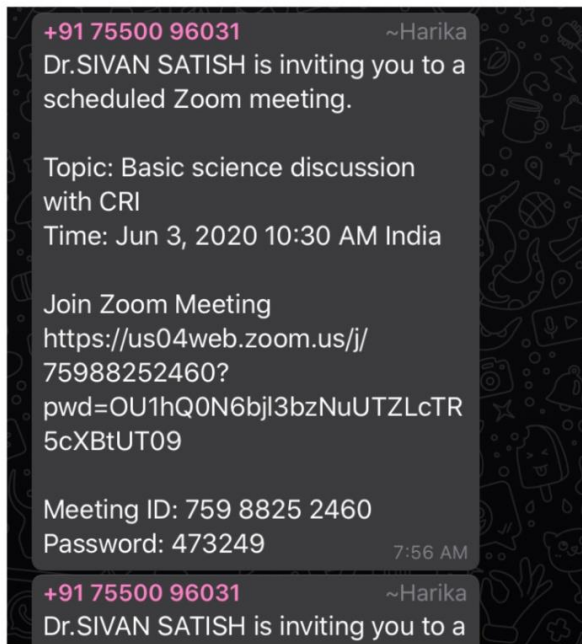 +91 75500 96031 ~Harika
Dr.SIVAN SATISH is inviting you to a
scheduled Zoom meeting.
Topic: Basic science discussion
with CRI
Time: Jun 3, 2020 10:30 AM India
Join Zoom Meeting
https://us04web.zoom.us/j/
75988252460?
pwd=OU1hQ0N6bjl3bzNuUTZLcTR
5cXBtUT09
Meeting ID: 759 8825 2460
Password: 473249
7:56 AM
+91 75500 96031 ~Harika
Dr.SIVAN SATISH is inviting you to a